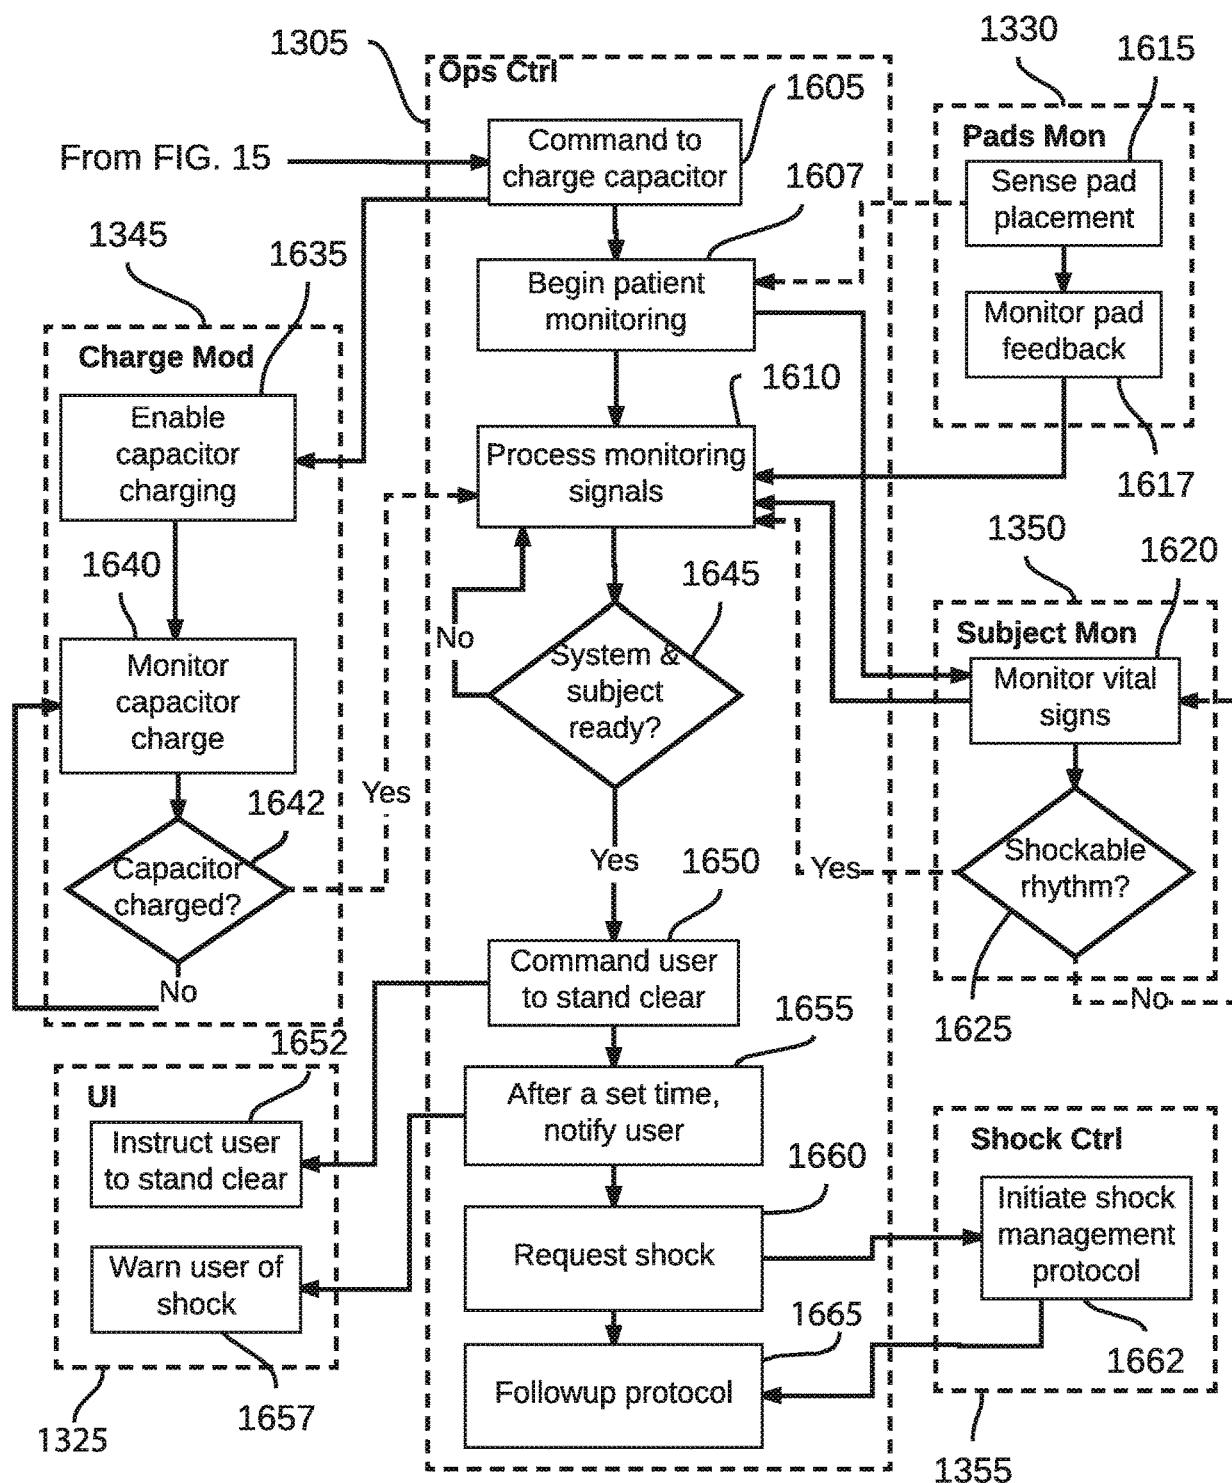 1305
Ops Ctrl
1330
1615
1605
From FIG. 15
Command to
charge capacitor
Pads Mon
Sense pad
placement
1607
1345
1635
Begin patient
monitoring
Monitor pad
feedback
Charge Mod
1610
Enable
capacitor
charging
Process monitoring
signals
1617
1350
1640
1645
1620
No
Subject Mon
Monitor
capacitor
charge
System &
subject
ready?
Monitor vital
signs
Yes
1642
Capacitor
charged?
Yes
1650
Yes
Shockable
rhythm?
No
Command user
to stand clear
No
1625
1652
1655
UI
After a set time,
notify user
Instruct user
to stand clear
Shock Ctrl
1660
Initiate shock
management
protocol
Request shock
Warn user of
shock
1665
1662
Followup protocol
1657
1325
1355